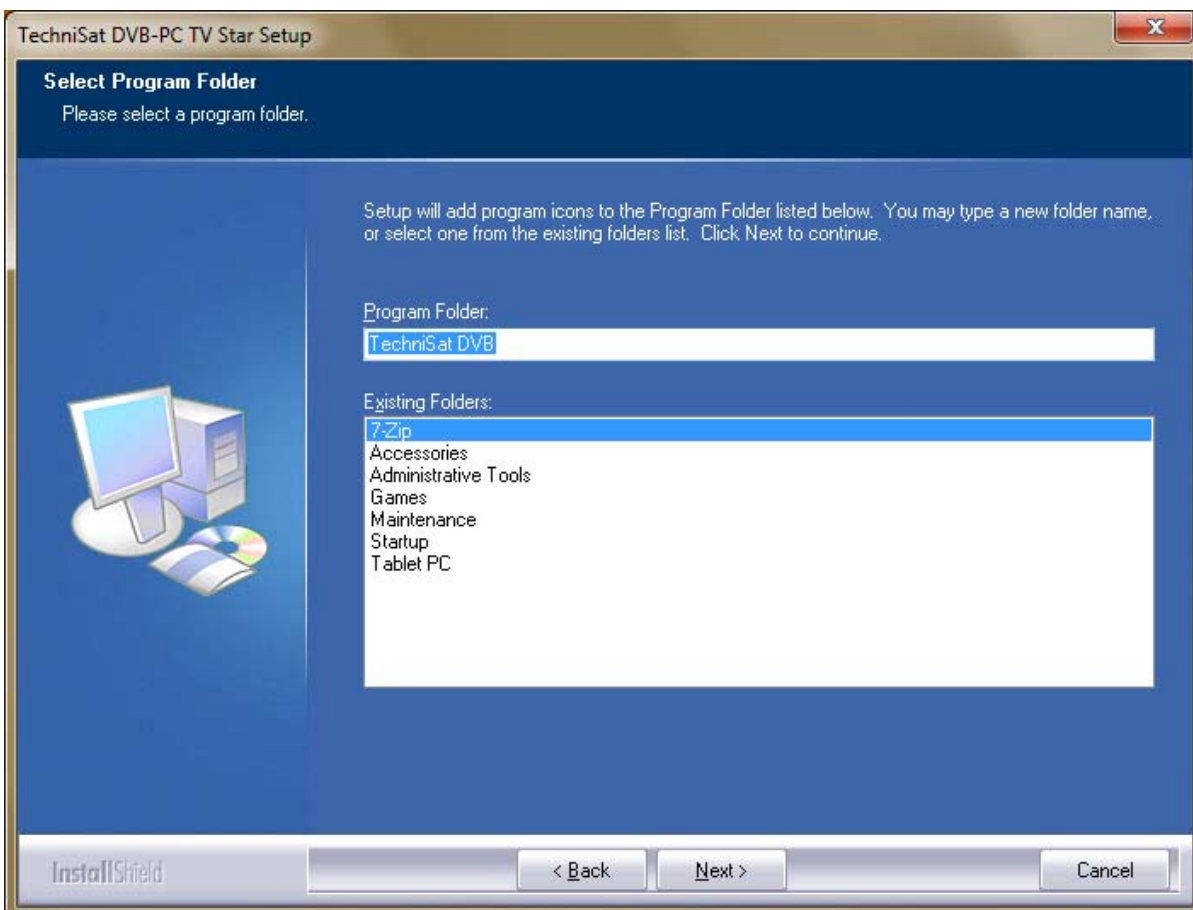 TechniSat DVB-PC TV Star Setup
Select Program Folder
Please select a program folder.
Setup will add program icons to the Program Folder listed below.  You may type a new folder name,
or select one from the existing folders list.  Click Next to continue.
Program Folder:
TechniSat DVB
Existing Folders:
7-Zip
Accessories
Administrative Tools
Games
Maintenance
Startup
Tablet PC
InstallShield
< Back
Next >
Cancel